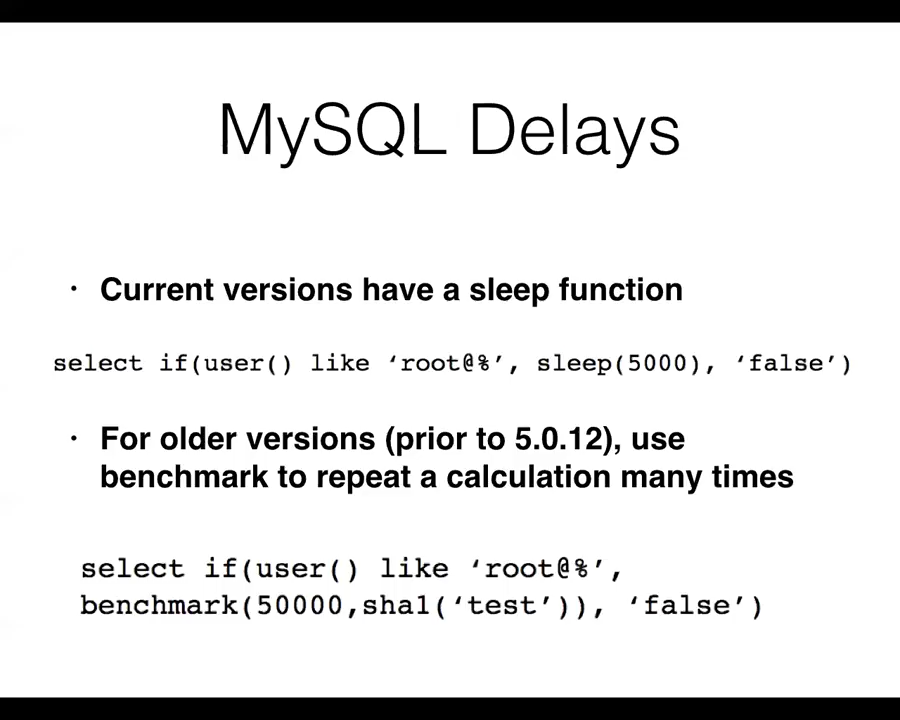 MySQL Delays
· Current versions have a sleep function
select if(user() like ‘root@%’, sleep(5000), ‘false’)
· For older versions (prior to 5.0.12), use
benchmark to repeat a calculation many times
select if(user() like ‘root@%’,
benchmark(50000,sha1(‘test’)), ‘false’)